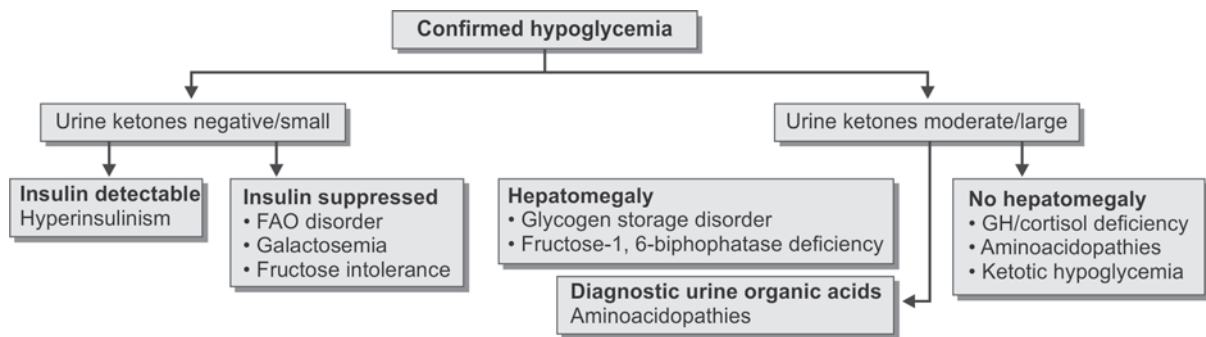 Confirmed hypoglycemia
Urine ketones negative/small
Urine ketones moderate/large
Insulin detectable
Hyperinsulinism
Insulin suppressed
• FAO disorder
• Galactosemia
• Fructose intolerance
Hepatomegaly
• Glycogen storage disorder
• Fructose-1, 6-biphophatase deficiency
No hepatomegaly
• GH/cortisol deficiency
• Aminoacidopathies
• Ketotic hypoglycemia
Diagnostic urine organic acids
Aminoacidopathies